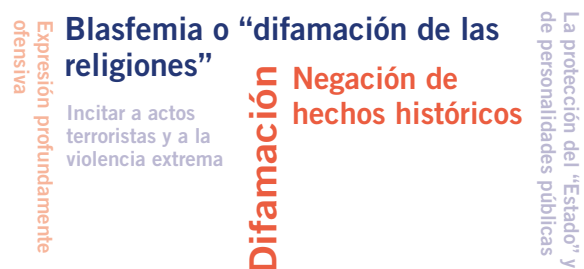 Expresión profundamente
ofensiva
Blasfemia o “difamación de las
religiones”
Incitar a actos
terroristas y a la
violencia extrema
Difamación
Negación de
hechos históricos
La protección del “Estado” y
de personalidades públicas